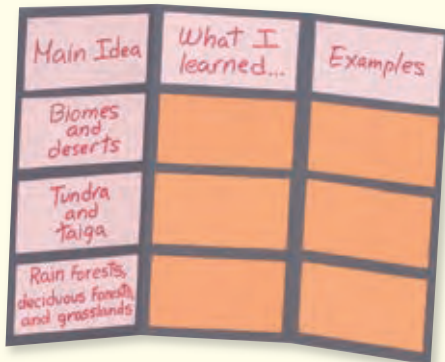 Main Idea
What I
learned...
Examples
Biomes
and
deserts
Tundra
and
taiga
Rain forests,
deciduous forests,
and grasslands